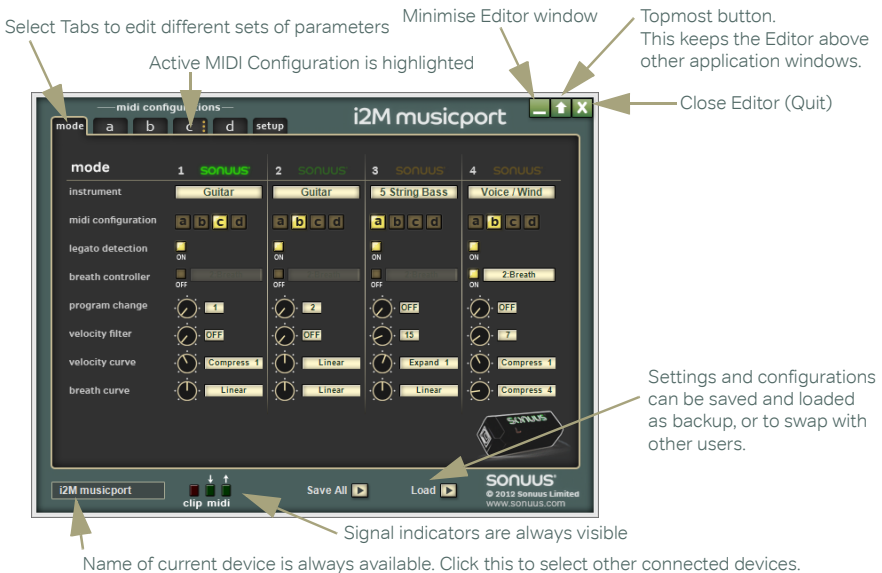 Select Tabs to edit different sets of parameters
Minimise Editor window
Topmost button.
This keeps the Editor above
other application windows.
Active MIDI Configuration is highlighted
Close Editor (Quit)
midi configurations
mode a b c d setup
i2M musicport
X
mode 1 sonuus 2 sonuus 3 sonuus 4 sonuus
instrument Guitar Guitar 5 String Bass Voice / Wind
midi configuration a b c d a b c d a b c d a b c d
legato detection ON ON ON ON
breath controller OFF OFF OFF ON 2:Breath
program change 1 2 OFF OFF
velocity filter OFF OFF 15 7
velocity curve Compress 1 Linear Expand 1 Compress 1
breath curve Linear Linear Linear Compress 4
Settings and configurations
can be saved and loaded
as backup, or to swap with
other users.
sonuus
i2M musicport
clip midi
Save All
Load
sonuus
© 2012 Sonuus Limited
www.sonuus.com
Signal indicators are always visible
Name of current device is always available. Click this to select other connected devices.